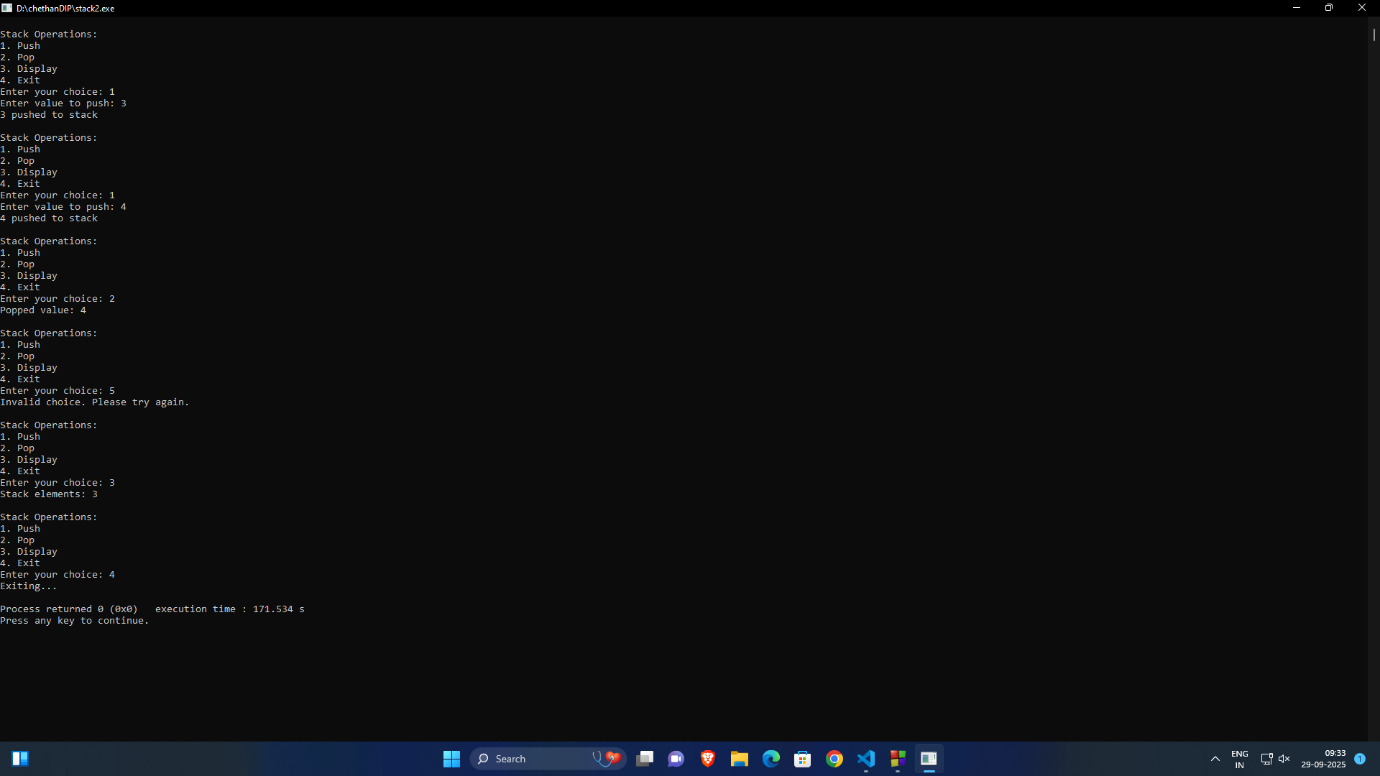 D:\chethanDIP\stack2.exe
Stack Operations:
1. Push
2. Pop
3. Display
4. Exit
Enter your choice: 1
Enter value to push: 3
3 pushed to stack
Stack Operations:
1. Push
2. Pop
3. Display
4. Exit
Enter your choice: 1
Enter value to push: 4
4 pushed to stack
Stack Operations:
1. Push
2. Pop
3. Display
4. Exit
Enter your choice: 2
Popped value: 4
Stack Operations:
1. Push
2. Pop
3. Display
4. Exit
Enter your choice: 5
Invalid choice. Please try again.
Stack Operations:
1. Push
2. Pop
3. Display
4. Exit
Enter your choice: 3
Stack elements: 3
Stack Operations:
1. Push
2. Pop
3. Display
4. Exit
Enter your choice: 4
Exiting...
Process returned 0 (0x0)   execution time : 171.534 s
Press any key to continue.
Search
ENG
IN
09:33
29-09-2025
1